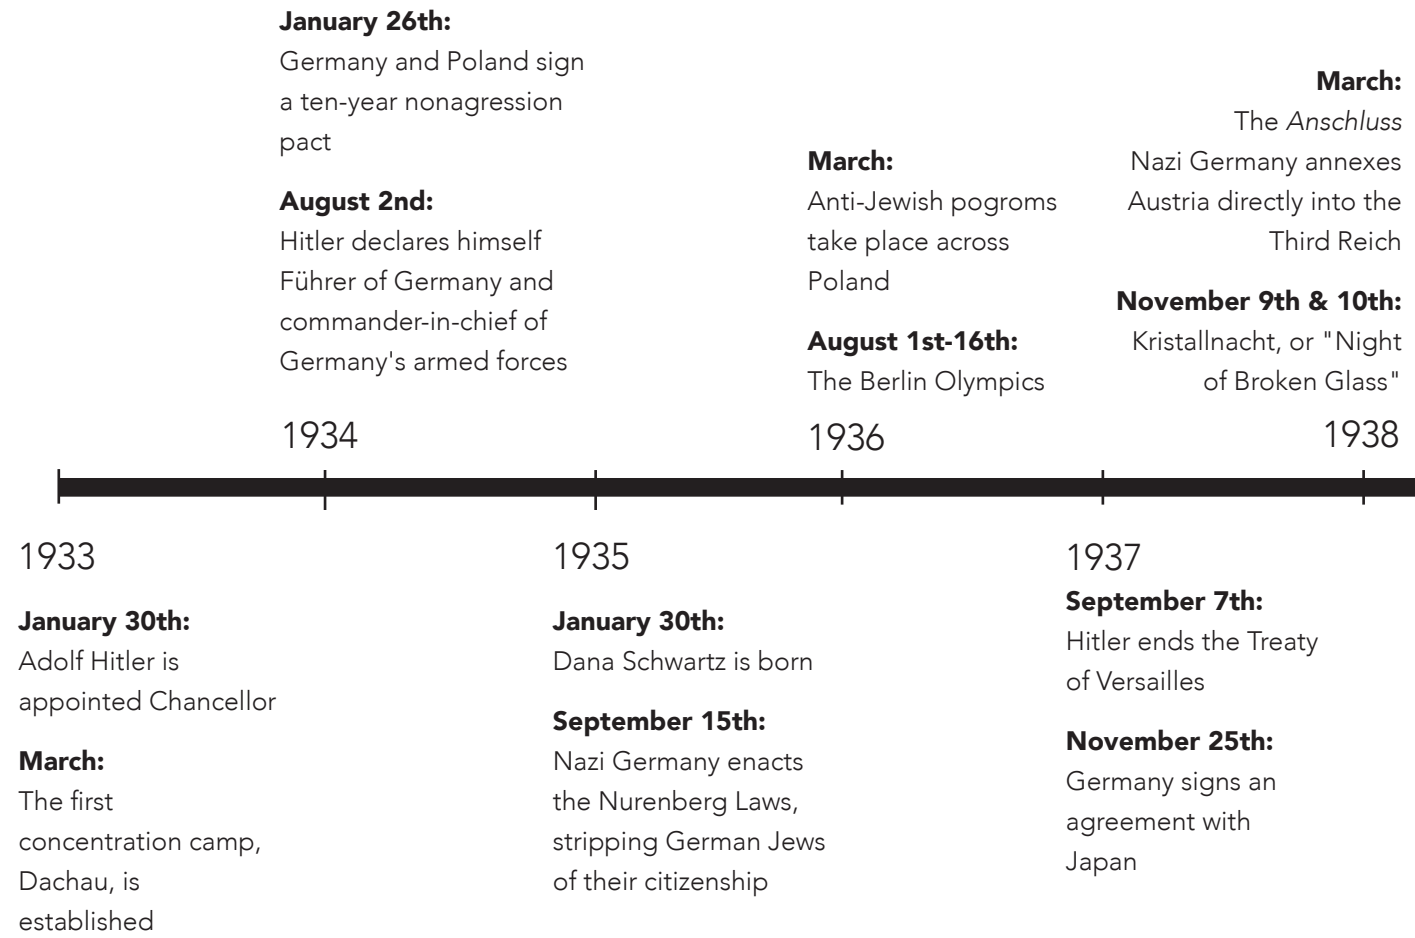 January 26th:
Germany and Poland sign
a ten-year nonagression
pact
August 2nd:
Hitler declares himself
Führer of Germany and
commander-in-chief of
Germany's armed forces
1934
March:
Anti-Jewish pogroms
take place across
Poland
August 1st-16th:
The Berlin Olympics
1936
March:
The Anschluss
Nazi Germany annexes
Austria directly into the
Third Reich
November 9th & 10th:
Kristallnacht, or "Night
of Broken Glass"
1938
1933
January 30th:
Adolf Hitler is
appointed Chancellor
March:
The first
concentration camp,
Dachau, is
established
1935
January 30th:
Dana Schwartz is born
September 15th:
Nazi Germany enacts
the Nurenberg Laws,
stripping German Jews
of their citizenship
1937
September 7th:
Hitler ends the Treaty
of Versailles
November 25th:
Germany signs an
agreement with
Japan